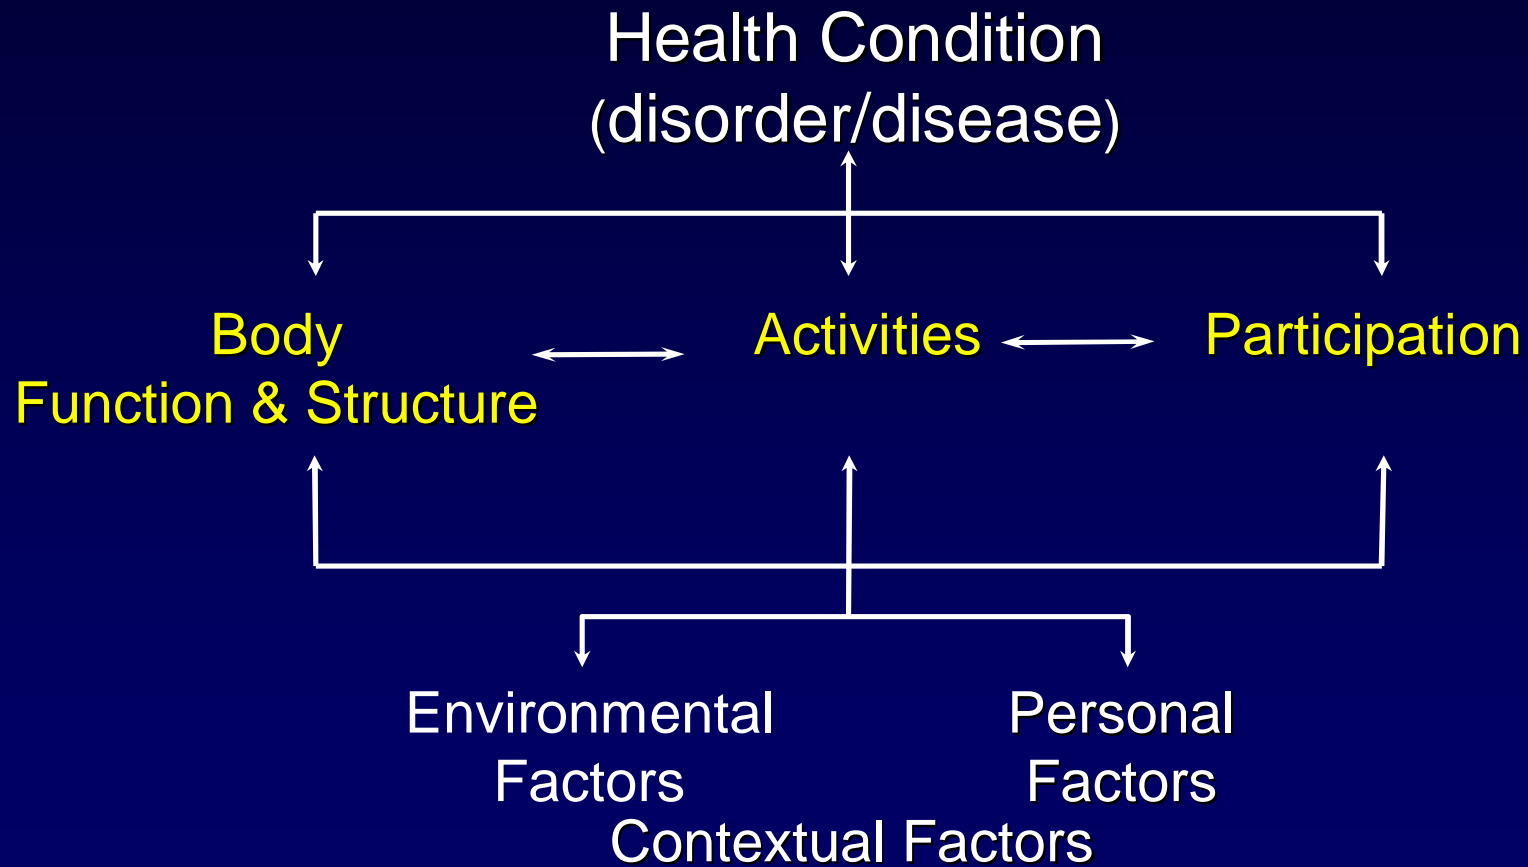 Health Condition
(disorder/disease)
Body
Function & Structure
Activities
Participation
Environmental
Factors
Personal
Factors
Contextual Factors